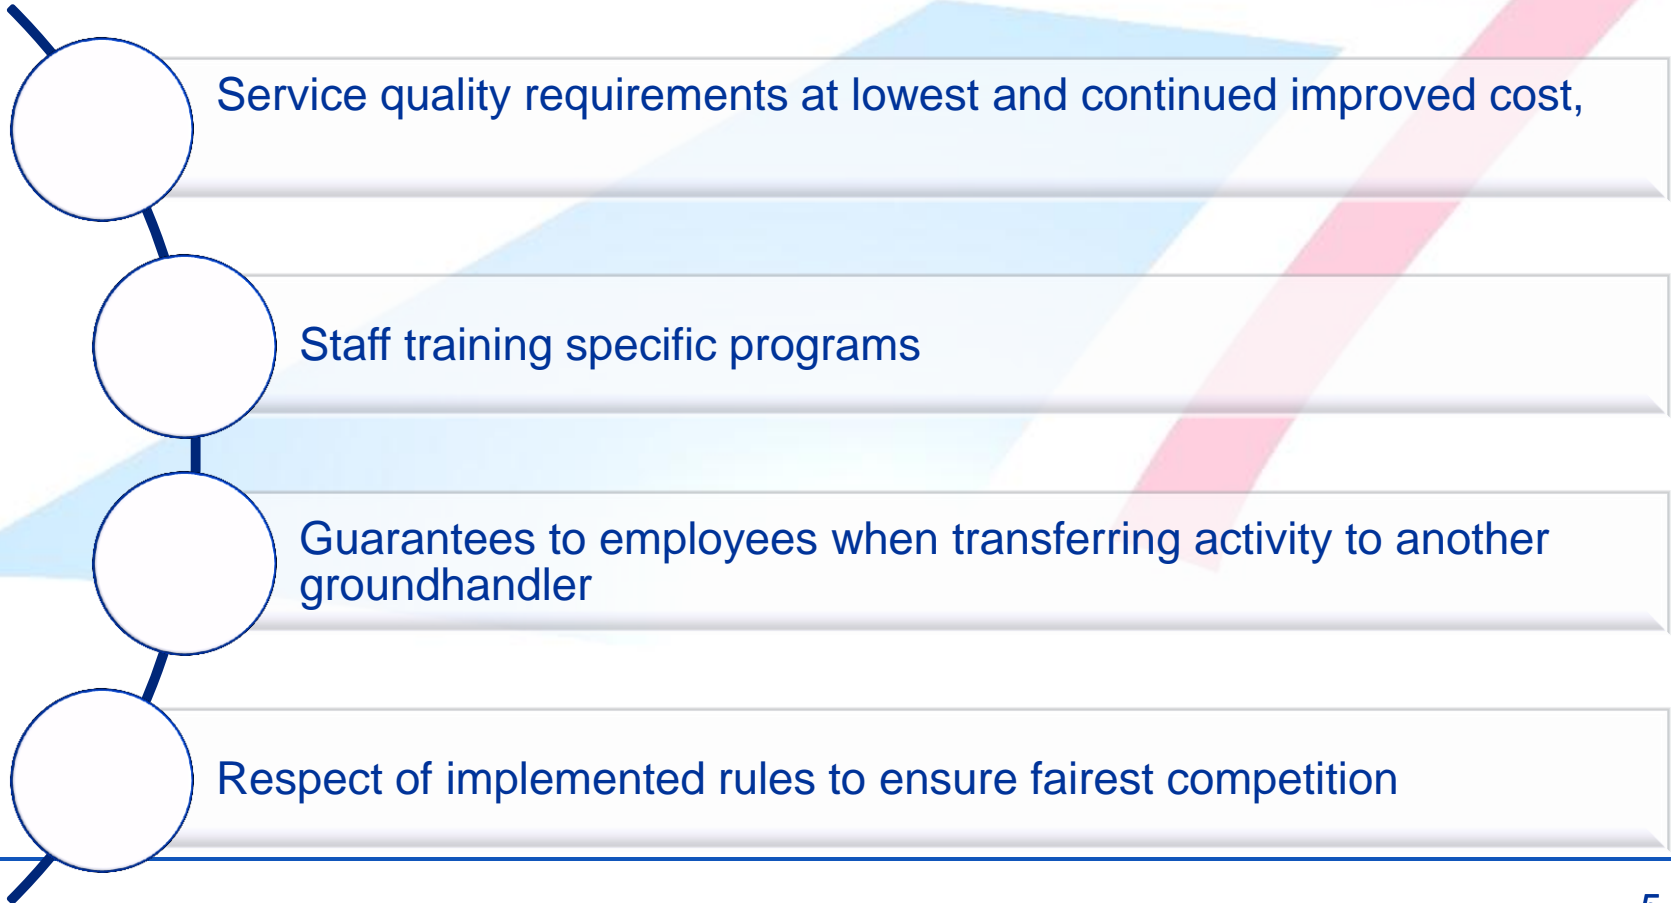 Service quality requirements at lowest and continued improved cost,
Staff training specific programs
Guarantees to employees when transferring activity to another
groundhandler
Respect of implemented rules to ensure fairest competition
5